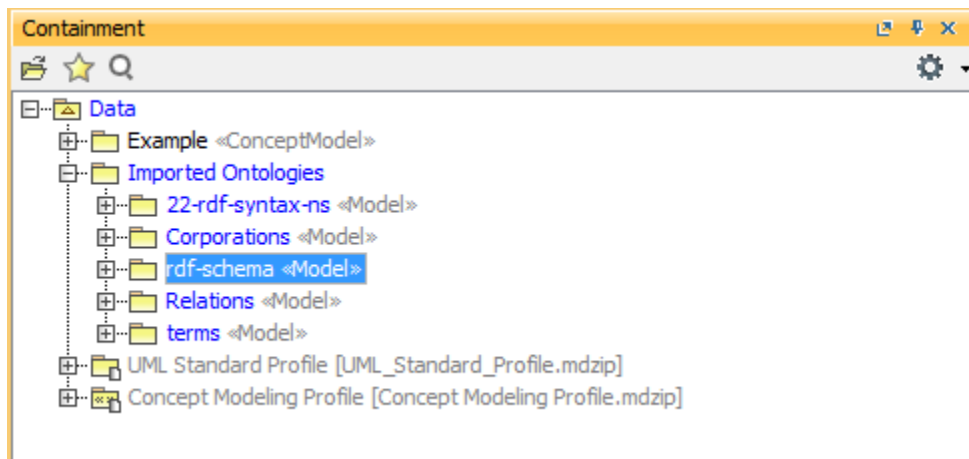 Containment
Data
Example «ConceptModel»
Imported Ontologies
22-rdf-syntax-ns «Model»
Corporations «Model»
rdf-schema «Model»
Relations «Model»
terms «Model»
UML Standard Profile [UML_Standard_Profile.mdzip]
Concept Modeling Profile [Concept Modeling Profile.mdzip]